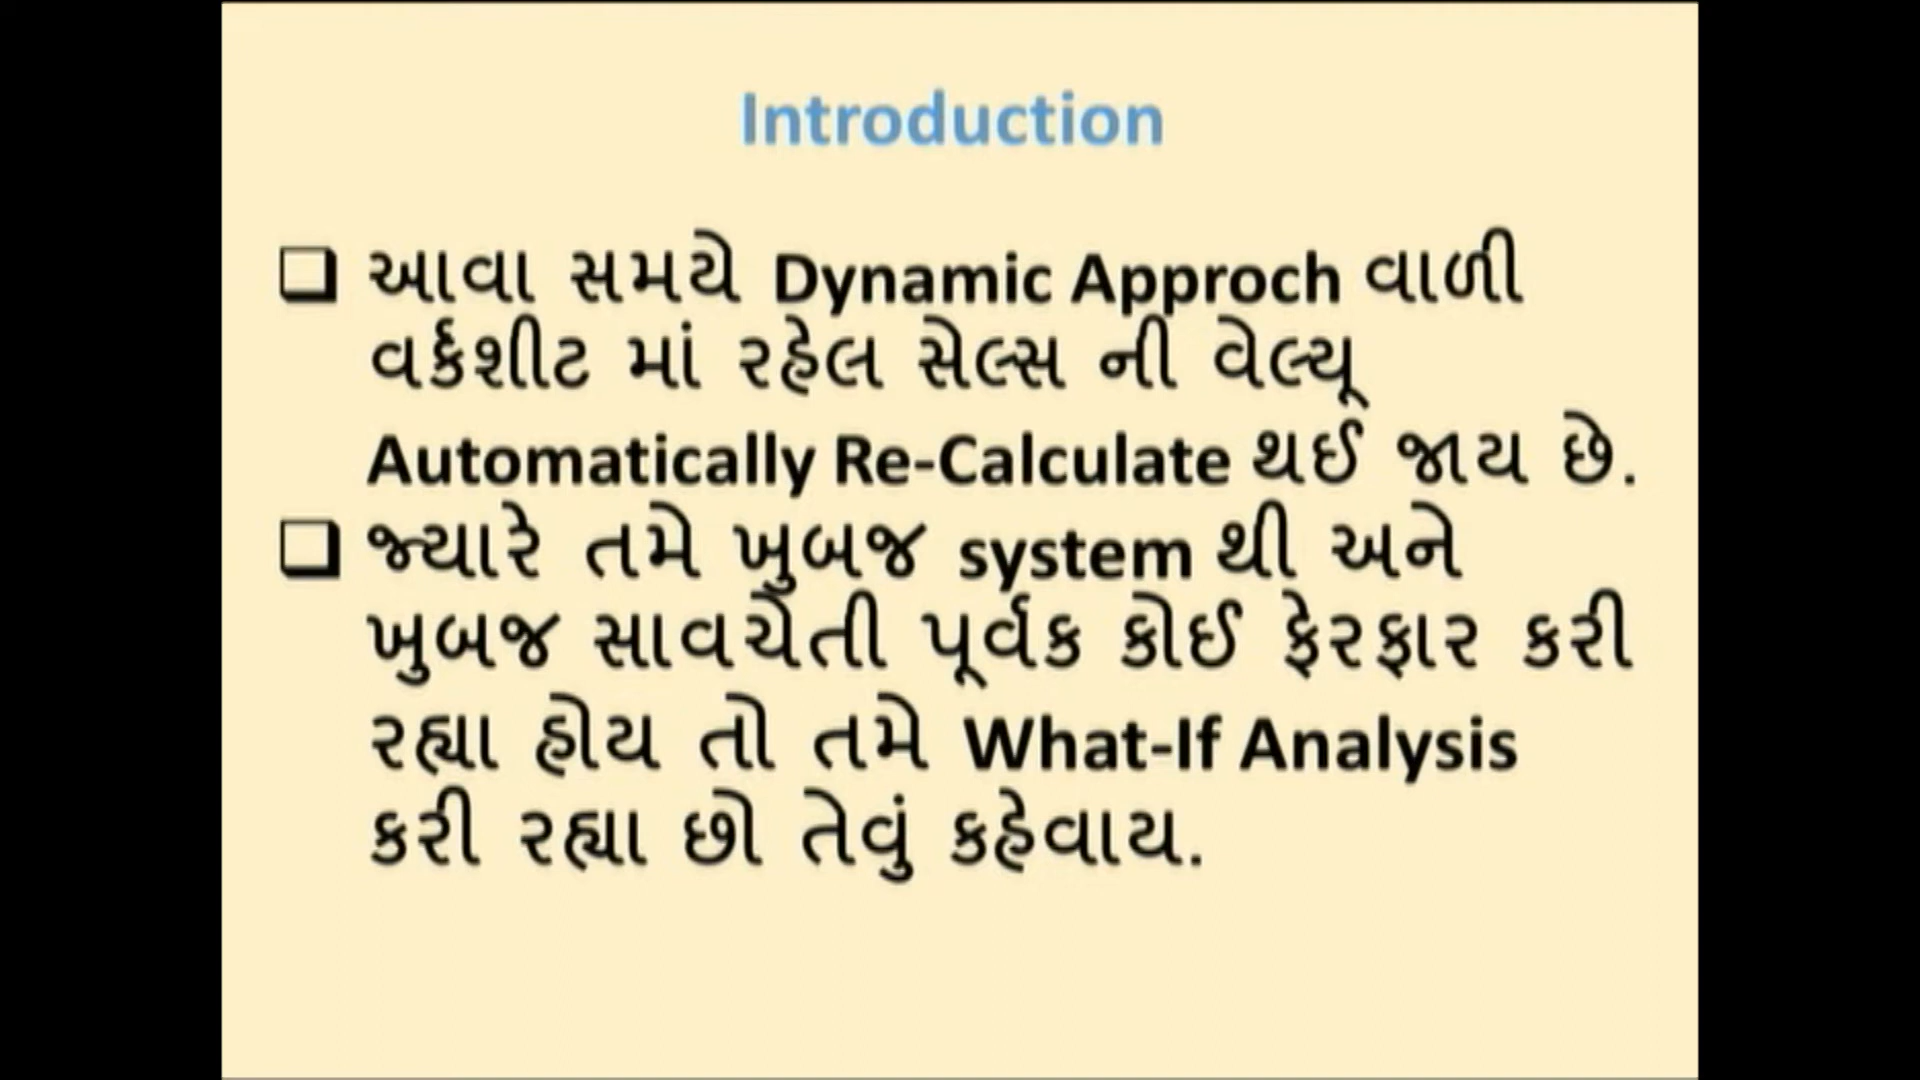 Introduction
❑ આવા સમયે Dynamic Approch વાળી
વર્કશીટ માં રહેલ સેલ્સ ની વેલ્યૂ
Automatically Re-Calculate થઈ જાય છે.
❑ જ્યારે તમે ખુબજ system થી અને
ખુબજ સાવચેતી પૂર્વક કોઈ ફેરફાર કરી
રહ્યા હોય તો તમે What-If Analysis
કરી રહ્યા છો તેવું કહેવાય.